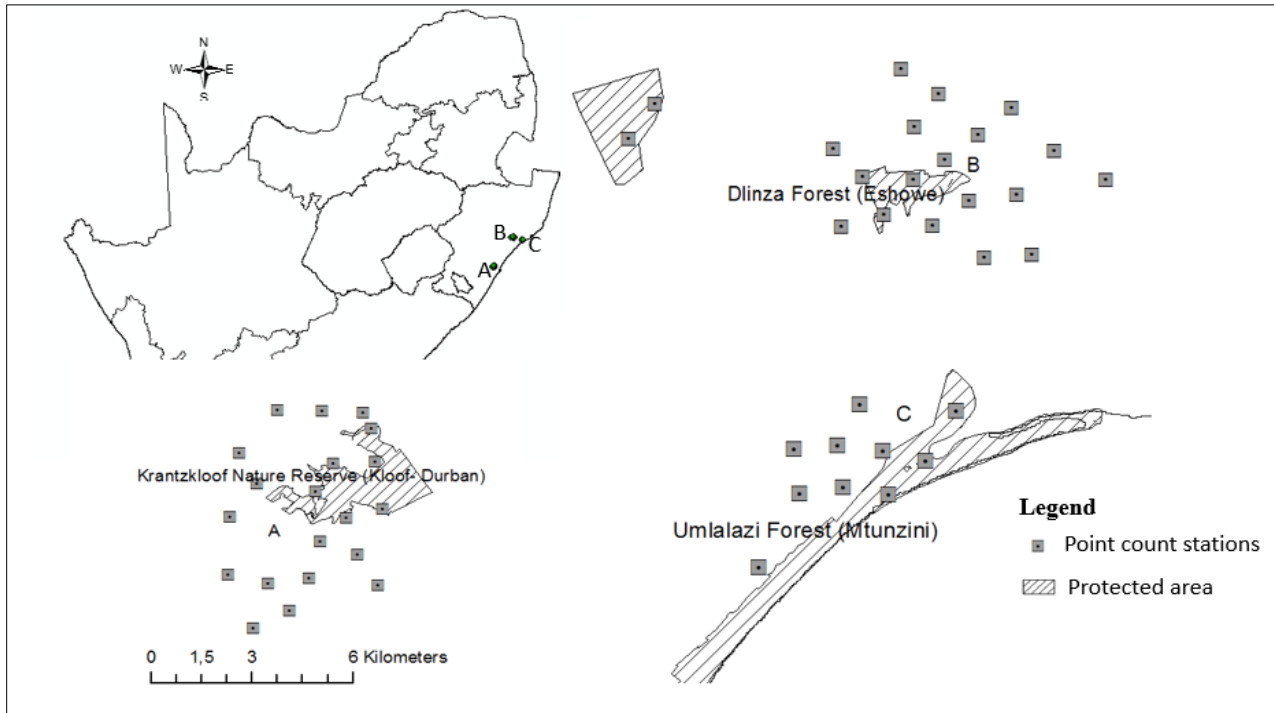 N
W E
S
B
C
A
B
Dlinza Forest (Eshowe)
Krantzkloof Nature Reserve (Kloof- Durban)
A
0 1,5 3 6 Kilometers
C
Umlalazi Forest (Mtunzini)
Legend
Point count stations
Protected area